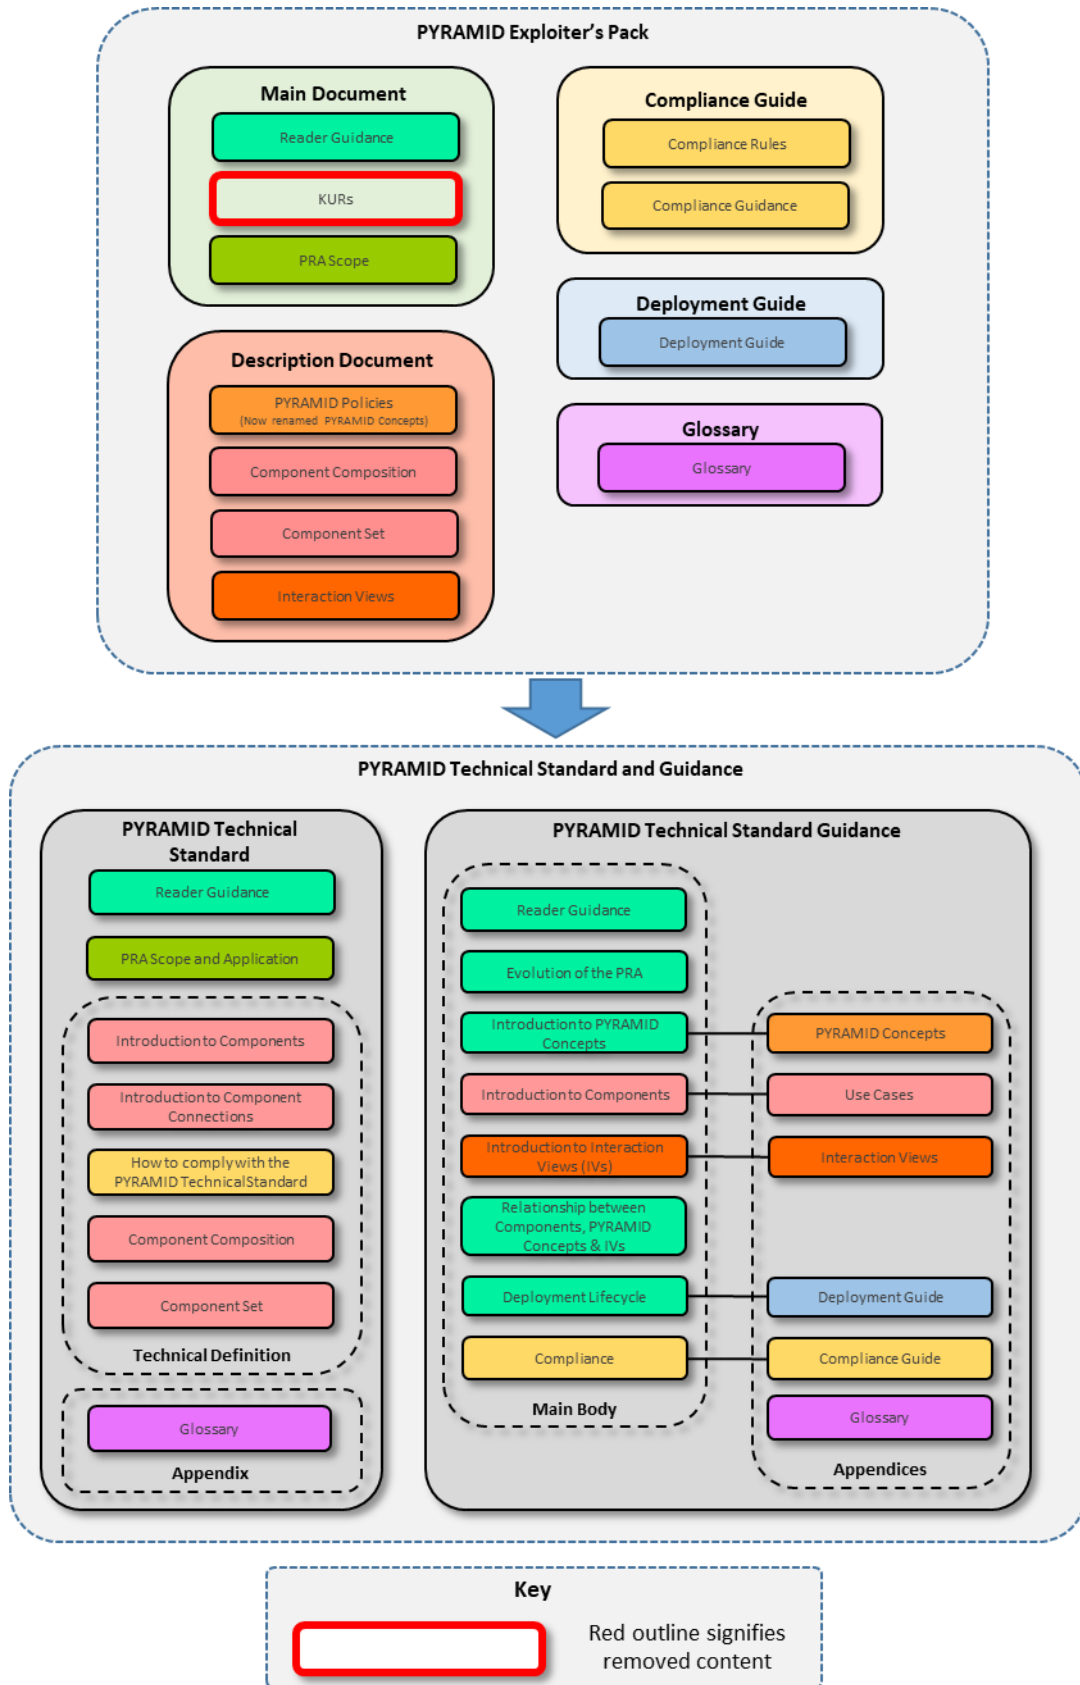 PYRAMID Exploiter's Pack
Main Document
Reader Guidance
KURs
PRA Scope
Description Document
PYRAMID Policies
(Now renamed PYRAMID Concepts)
Component Composition
Component Set
Interaction Views
Compliance Guide
Compliance Rules
Compliance Guidance
Deployment Guide
Deployment Guide
Glossary
Glossary
PYRAMID Technical Standard and Guidance
PYRAMID Technical
Standard
Reader Guidance
PRA Scope and Application
Introduction to Components
Introduction to Component
Connections
How to comply with the
PYRAMID Technical Standard
Component Composition
Component Set
Technical Definition
Glossary
Appendix
PYRAMID Technical Standard Guidance
Reader Guidance
Evolution of the PRA
Introduction to PYRAMID
Concepts
Introduction to Components
Introduction to Interaction
Views (IVs)
Relationship between
Components, PYRAMID
Concepts & IVs
Deployment Lifecycle
Compliance
Main Body
PYRAMID Concepts
Use Cases
Interaction Views
Deployment Guide
Compliance Guide
Glossary
Appendices
Key
Red outline signifies
removed content